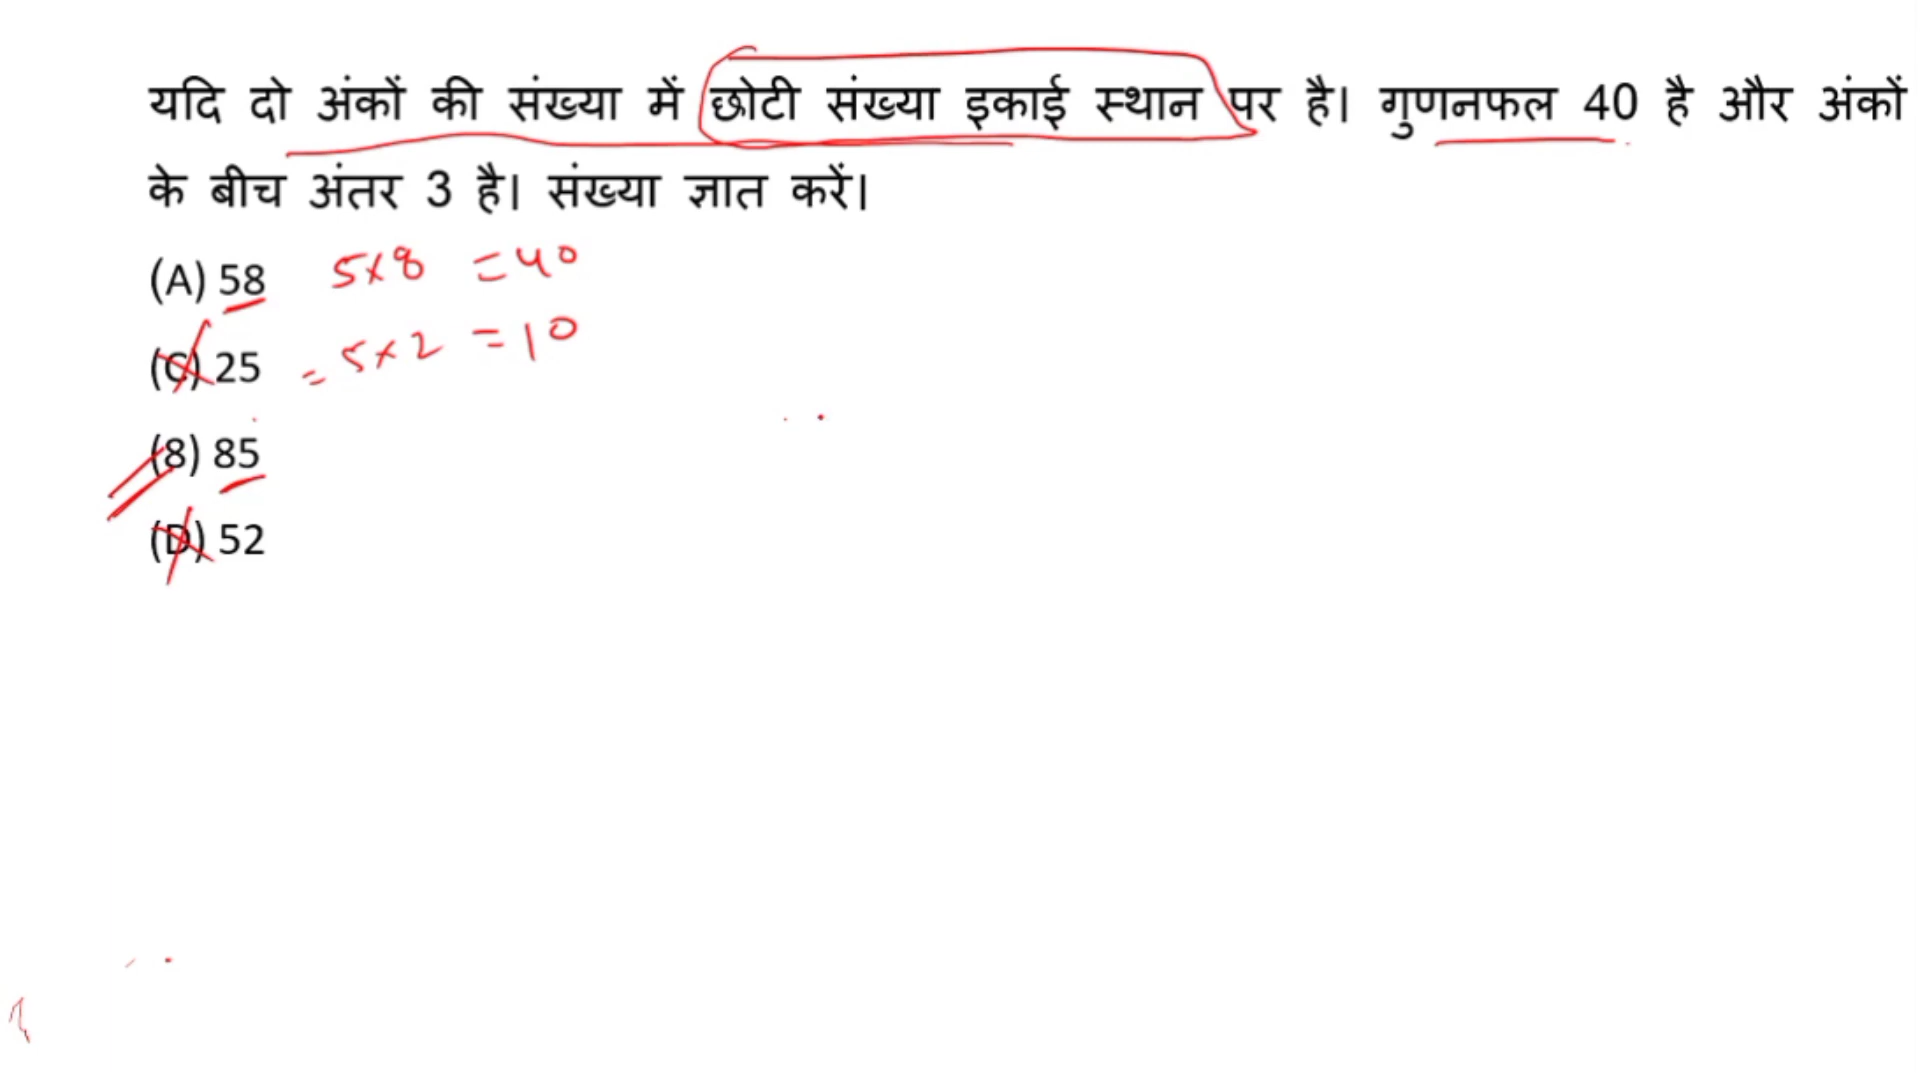 यदि दो अंकों की संख्या में छोटी संख्या इकाई स्थान पर है। गुणनफल 40 है और अंकों
के बीच अंतर 3 है। संख्या ज्ञात करें।
(A) 58 5×8 =40
(C) 25 = 5×2 =10
(8) 85
(D) 52